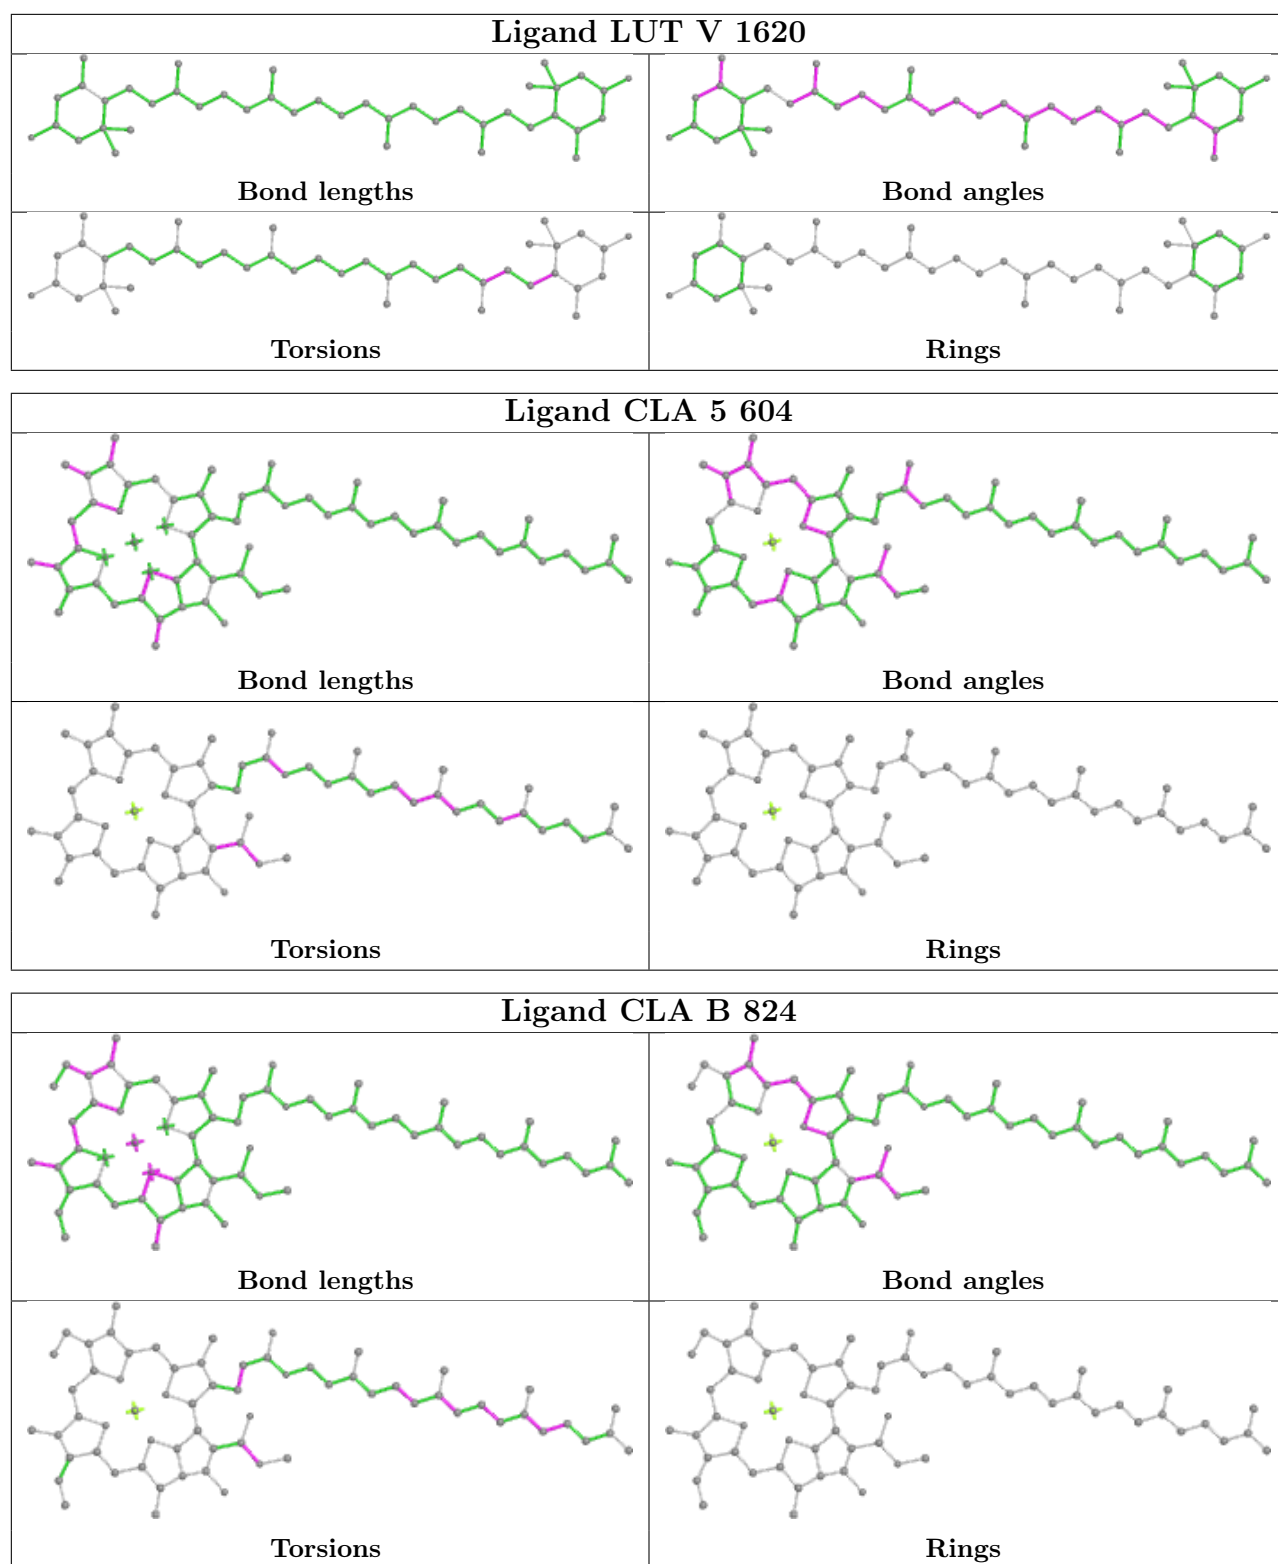 Ligand LUT V 1620
Bond lengths
Bond angles
Torsions
Rings
Ligand CLA 5 604
Bond lengths
Bond angles
Torsions
Rings
Ligand CLA B 824
Bond lengths
Bond angles
Torsions
Rings